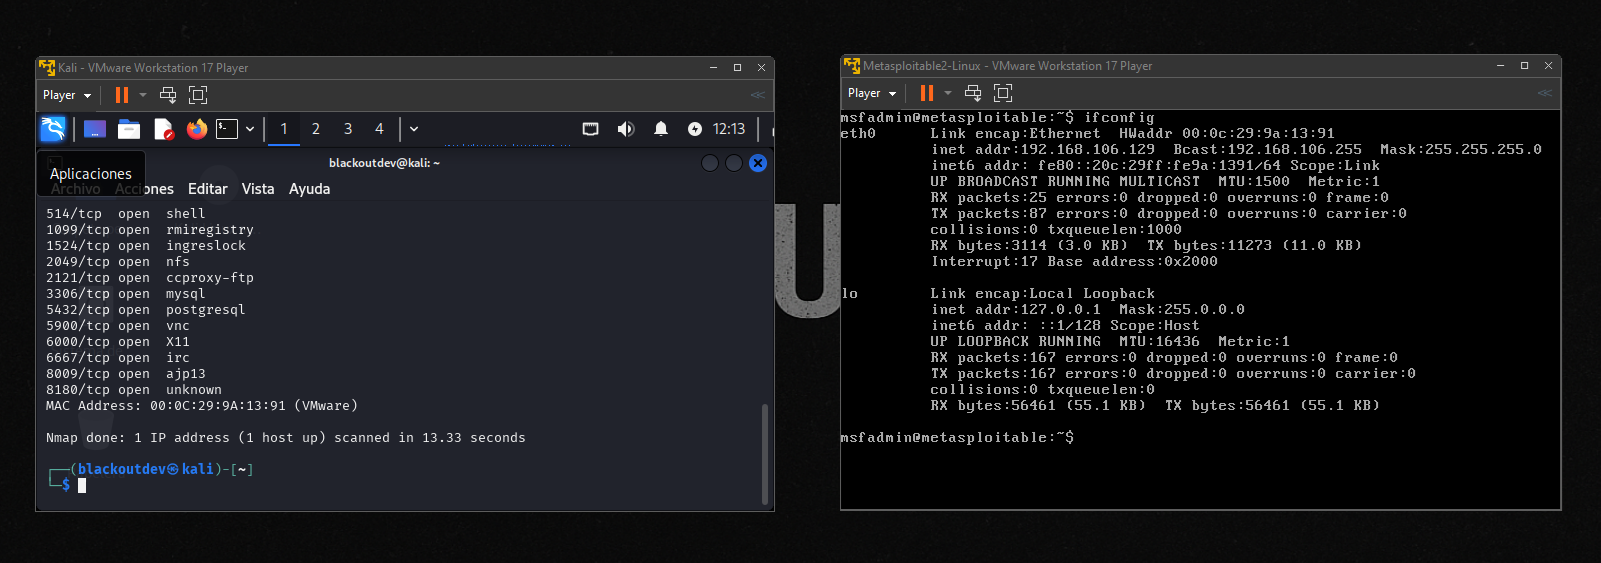 Kali - VMware Workstation 17 Player
Player
1 2 3 4
12:13
Aplicaciones
blackoutdev@kali: ~
Archivo Acciones Editar Vista Ayuda
514/tcp open shell
1099/tcp open rmiregistry
1524/tcp open ingreslock
2049/tcp open nfs
2121/tcp open ccproxy-ftp
3306/tcp open mysql
5432/tcp open postgresql
5900/tcp open vnc
6000/tcp open X11
6667/tcp open irc
8009/tcp open ajp13
8180/tcp open unknown
MAC Address: 00:0C:29:9A:13:91 (VMware)
Nmap done: 1 IP address (1 host up) scanned in 13.33 seconds
┌──(blackoutdev㉿kali)-[~]
└─$
U
Metasploitable2-Linux - VMware Workstation 17 Player
Player
msfadmin@metasploitable:~$ ifconfig
eth0 Link encap:Ethernet HWaddr 00:0c:29:9a:13:91
inet addr:192.168.106.129 Bcast:192.168.106.255 Mask:255.255.255.0
inet6 addr: fe80::20c:29ff:fe9a:1391/64 Scope:Link
UP BROADCAST RUNNING MULTICAST MTU:1500 Metric:1
RX packets:25 errors:0 dropped:0 overruns:0 frame:0
TX packets:87 errors:0 dropped:0 overruns:0 carrier:0
collisions:0 txqueuelen:1000
RX bytes:3114 (3.0 KB) TX bytes:11273 (11.0 KB)
Interrupt:17 Base address:0x2000
lo Link encap:Local Loopback
inet addr:127.0.0.1 Mask:255.0.0.0
inet6 addr: ::1/128 Scope:Host
UP LOOPBACK RUNNING MTU:16436 Metric:1
RX packets:167 errors:0 dropped:0 overruns:0 frame:0
TX packets:167 errors:0 dropped:0 overruns:0 carrier:0
collisions:0 txqueuelen:0
RX bytes:56461 (55.1 KB) TX bytes:56461 (55.1 KB)
msfadmin@metasploitable:~$